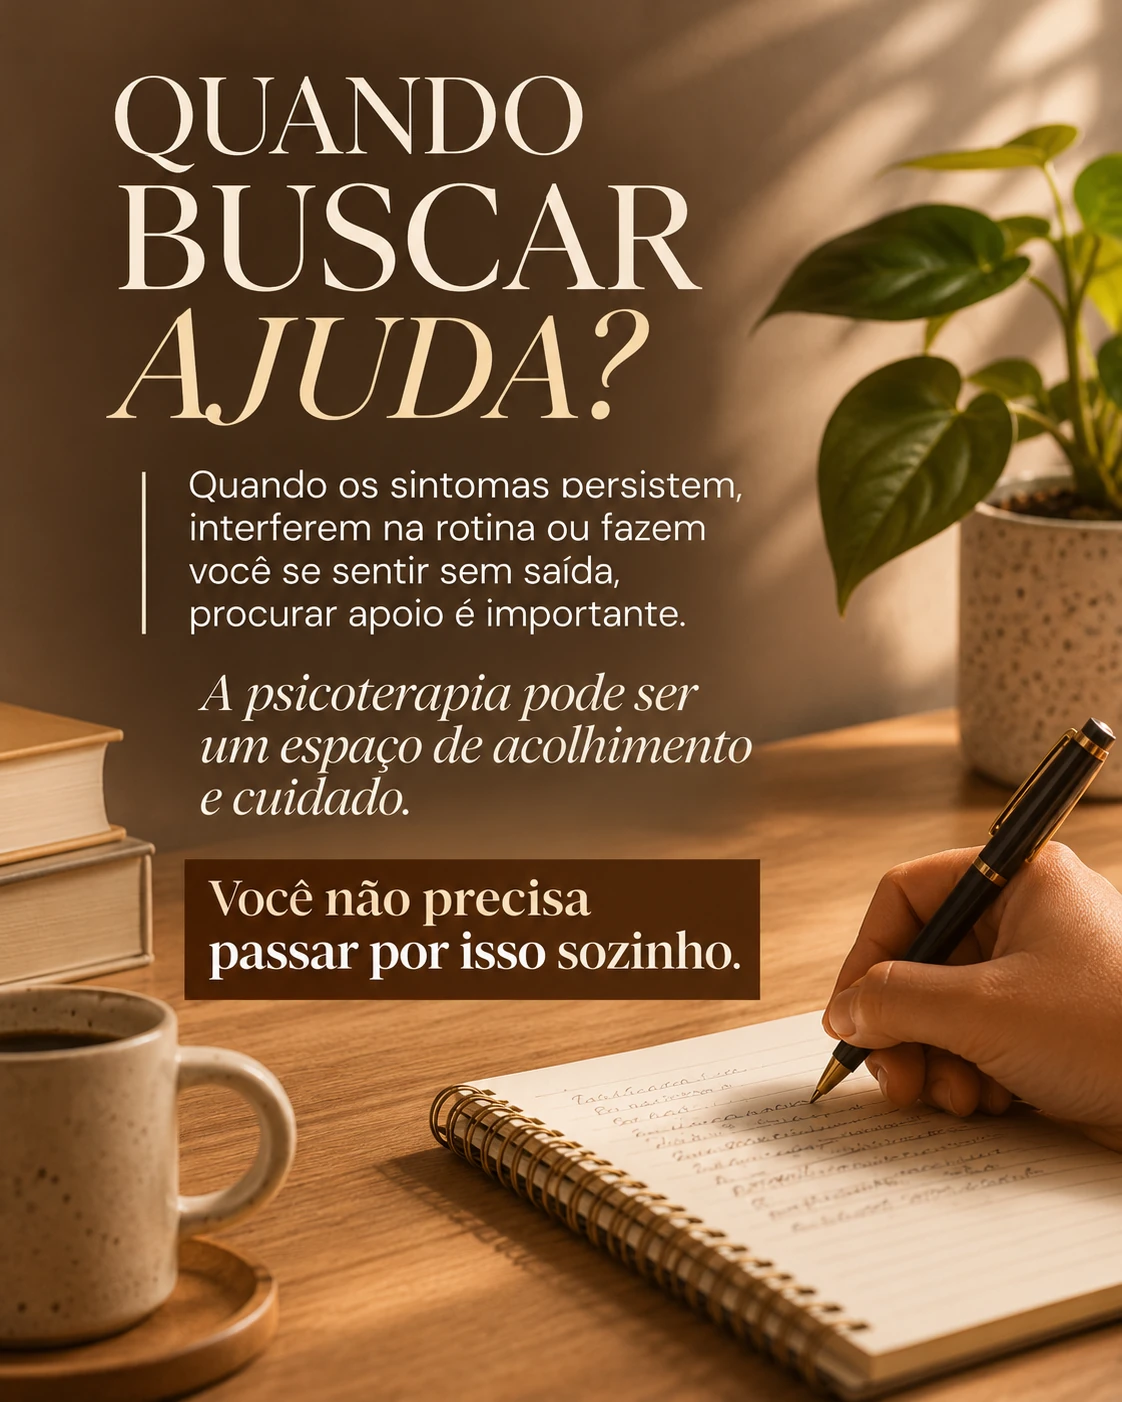 QUANDO
BUSCAR
AJUDA?
Quando os sintomas persistem,
interferem na rotina ou fazem
você se sentir sem saída,
procurar apoio é importante.
A psicoterapia pode ser
um espaço de acolhimento
e cuidado.
Você não precisa
passar por isso sozinho.